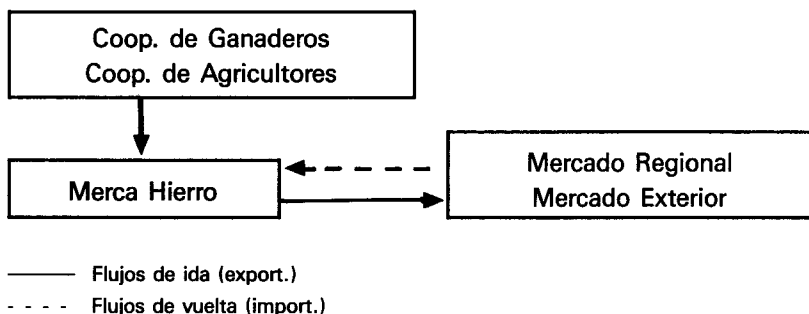 Coop. de Ganaderos
Coop. de Agricultores
Merca Hierro
Mercado Regional
Mercado Exterior
Flujos de ida (export.)
Flujos de vuelta (import.)